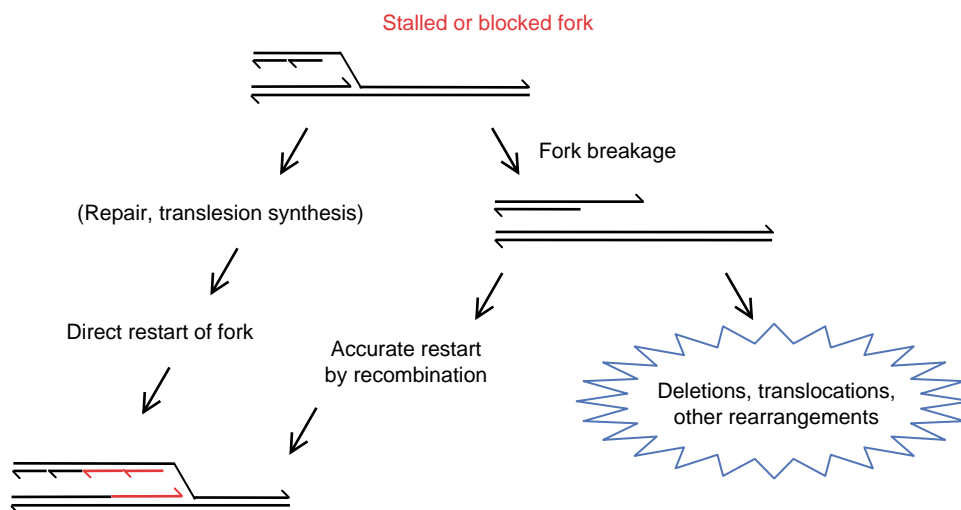 Stalled or blocked fork
Fork breakage
(Repair, translesion synthesis)
Direct restart of fork
Accurate restart
by recombination
Deletions, translocations,
other rearrangements